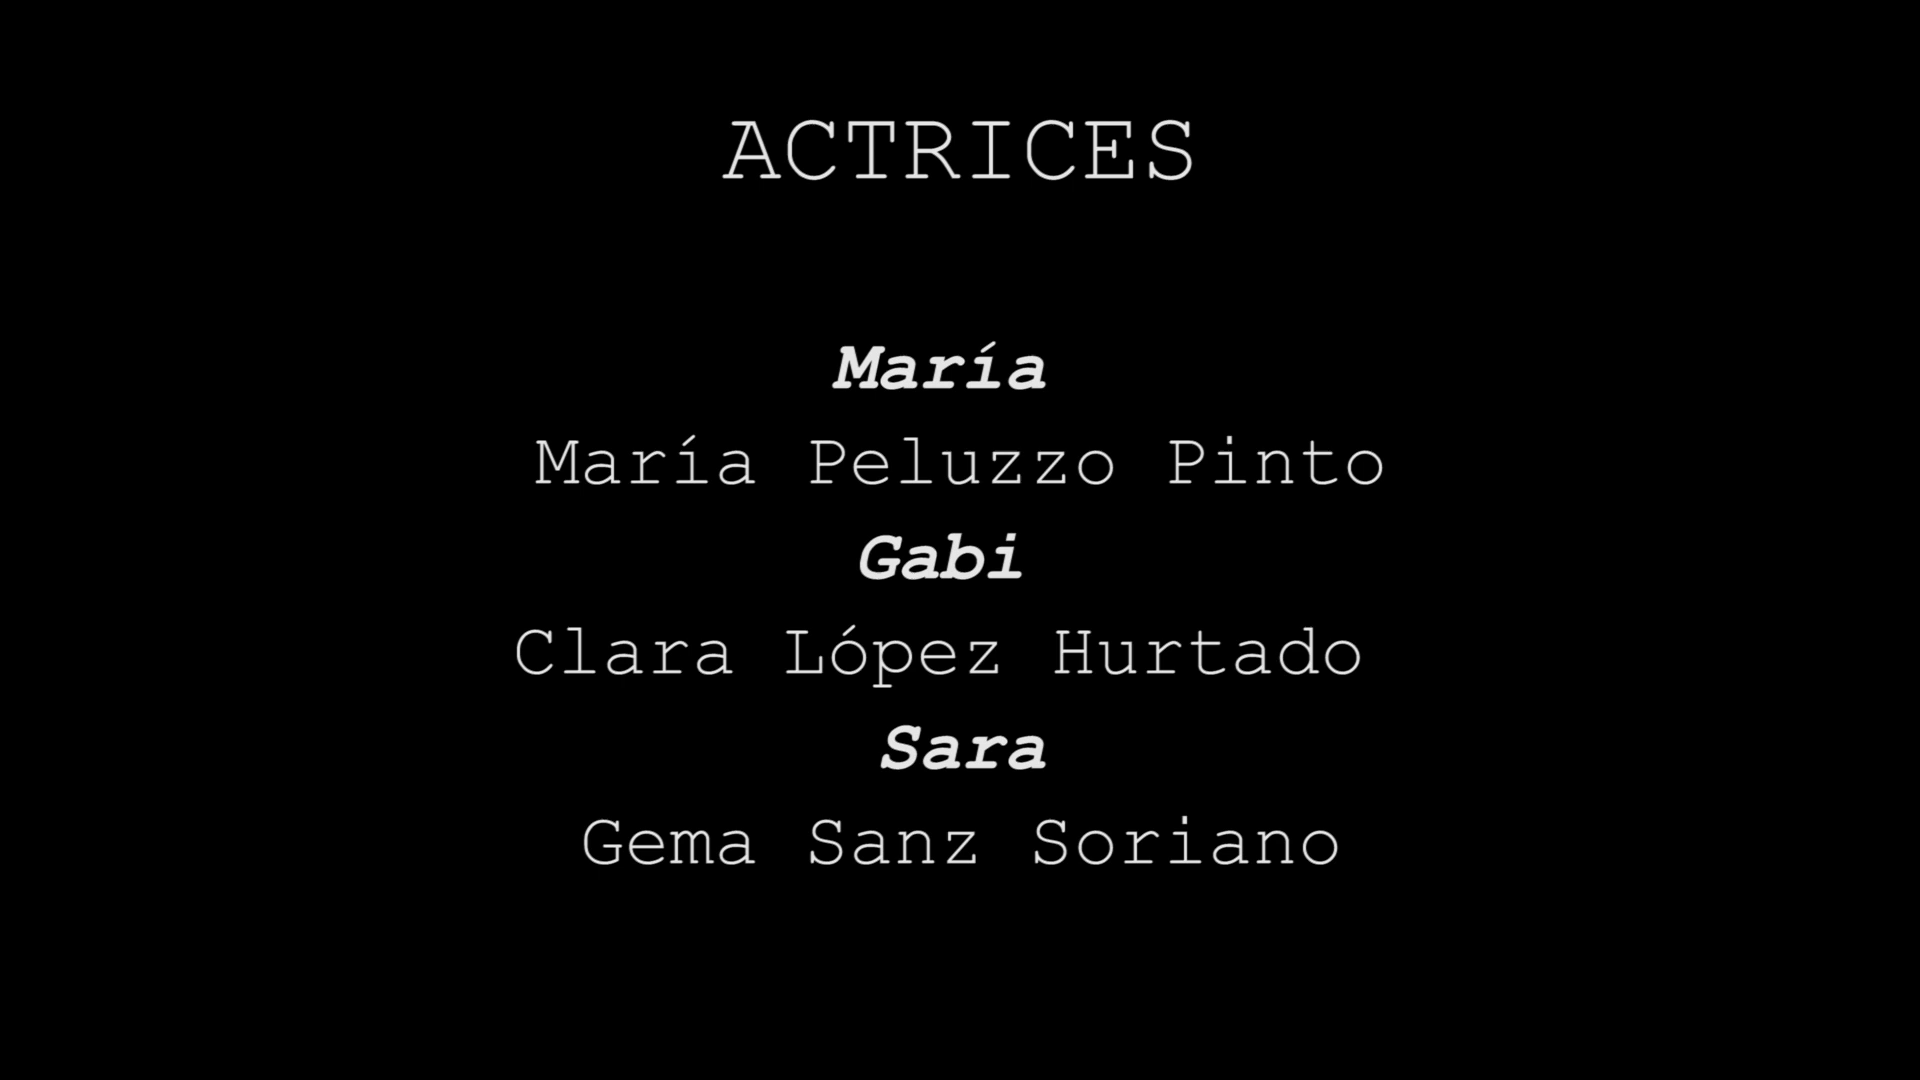 ACTRICES
María
María Peluzzo Pinto
Gabi
Clara López Hurtado
Sara
Gema Sanz Soriano